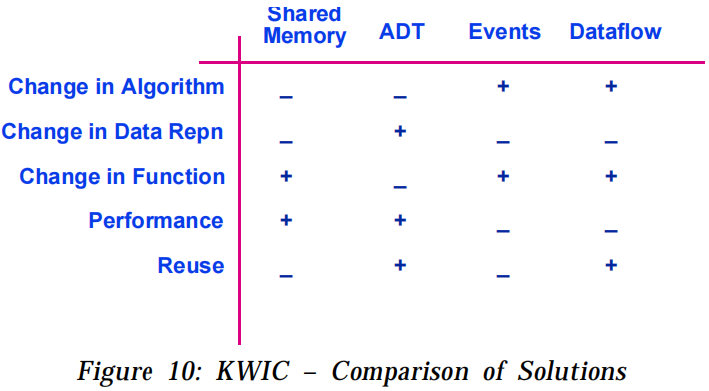 Shared
Memory ADT Events Dataflow
Change in Algorithm – – + +
Change in Data Repn – + – –
Change in Function + – + +
Performance + + – –
Reuse – + – +
Figure 10: KWIC – Comparison of Solutions